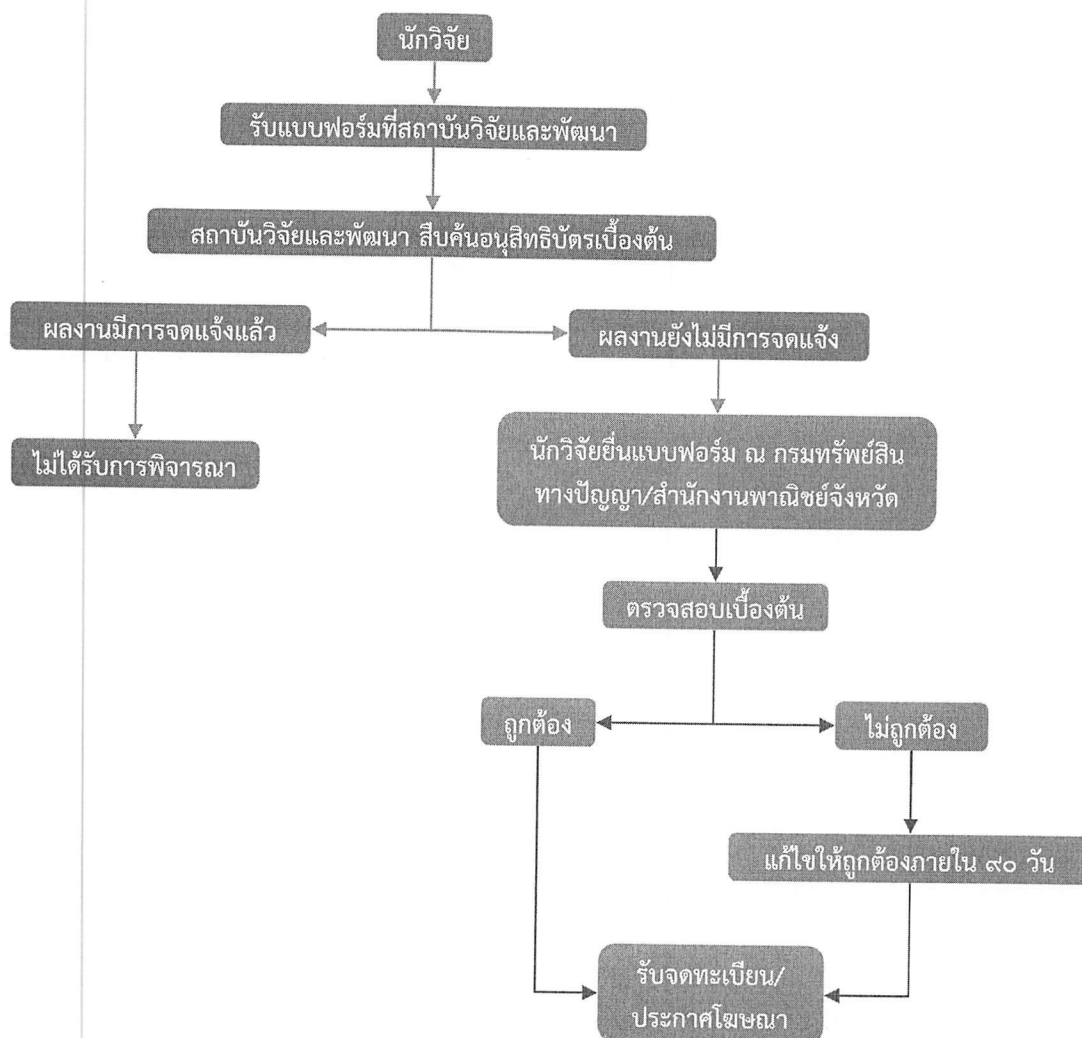 นักวิจัย
รับแบบฟอร์มที่สถาบันวิจัยและพัฒนา
สถาบันวิจัยและพัฒนา สืบค้นอนุสิทธิบัตรเบื้องต้น
ผลงานมีการจดแจ้งแล้ว
ผลงานยังไม่มีการจดแจ้ง
ไม่ได้รับการพิจารณา
นักวิจัยยื่นแบบฟอร์ม ณ กรมทรัพย์สิน
ทางปัญญา/สำนักงานพาณิชย์จังหวัด
ตรวจสอบเบื้องต้น
ถูกต้อง
ไม่ถูกต้อง
แก้ไขให้ถูกต้องภายใน ๙๐ วัน
รับจดทะเบียน/
ประกาศโฆษณา